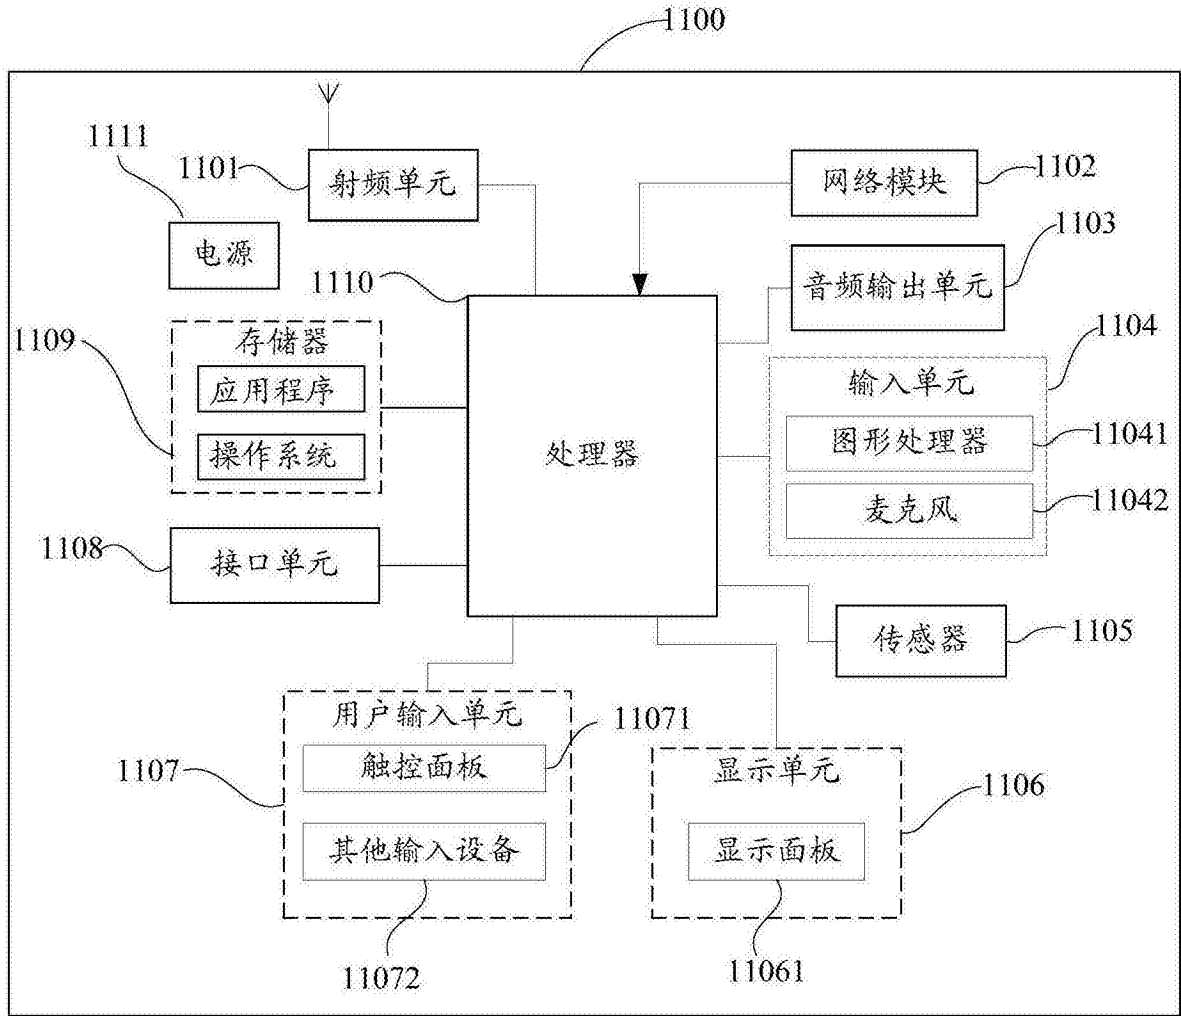 1100
1111
1101
射频单元
网络模块
1102
电源
1110
音频输出单元
1103
1109
存储器
应用程序
操作系统
处理器
1104
输入单元
图形处理器
11041
麦克风
11042
1108
接口单元
传感器
1105
1107
用户输入单元
触控面板
11071
其他输入设备
11072
显示单元
1106
显示面板
11061